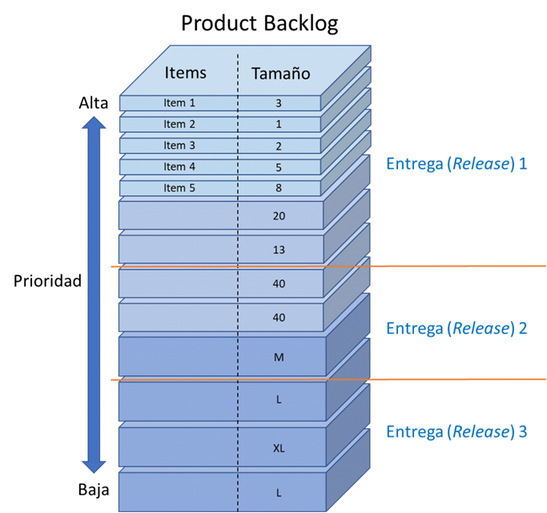 Product Backlog
Items Tamaño
Alta
Item 1 3
Item 2 1
Item 3 2
Item 4 5
Item 5 8
Entrega (Release) 1
20
13
Prioridad
40
40
Entrega (Release) 2
M
L
Entrega (Release) 3
XL
Baja
L